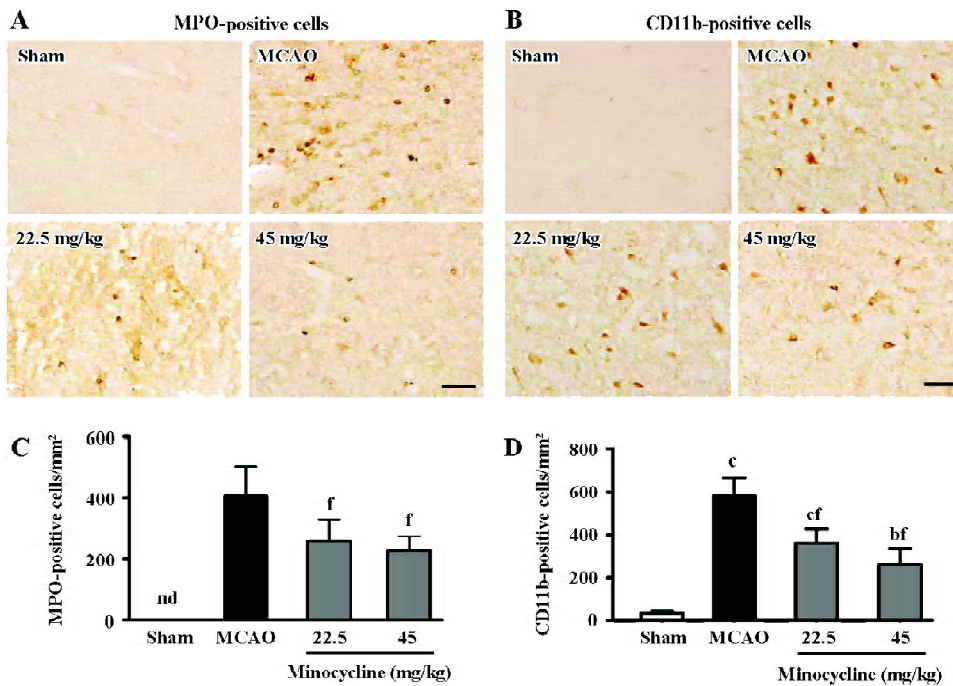 A
MPO-positive cells
Sham
MCAO
22.5 mg/kg
45 mg/kg
B
CD11b-positive cells
Sham
MCAO
22.5 mg/kg
45 mg/kg
C
MPO-positive cells/mm²
600
400
200
0
nd
f
f
Sham
MCAO
22.5
45
Minocycline (mg/kg)
D
CD11b-positive cells/mm²
800
600
400
200
0
c
cf
bf
Sham
MCAO
22.5
45
Minocycline (mg/kg)